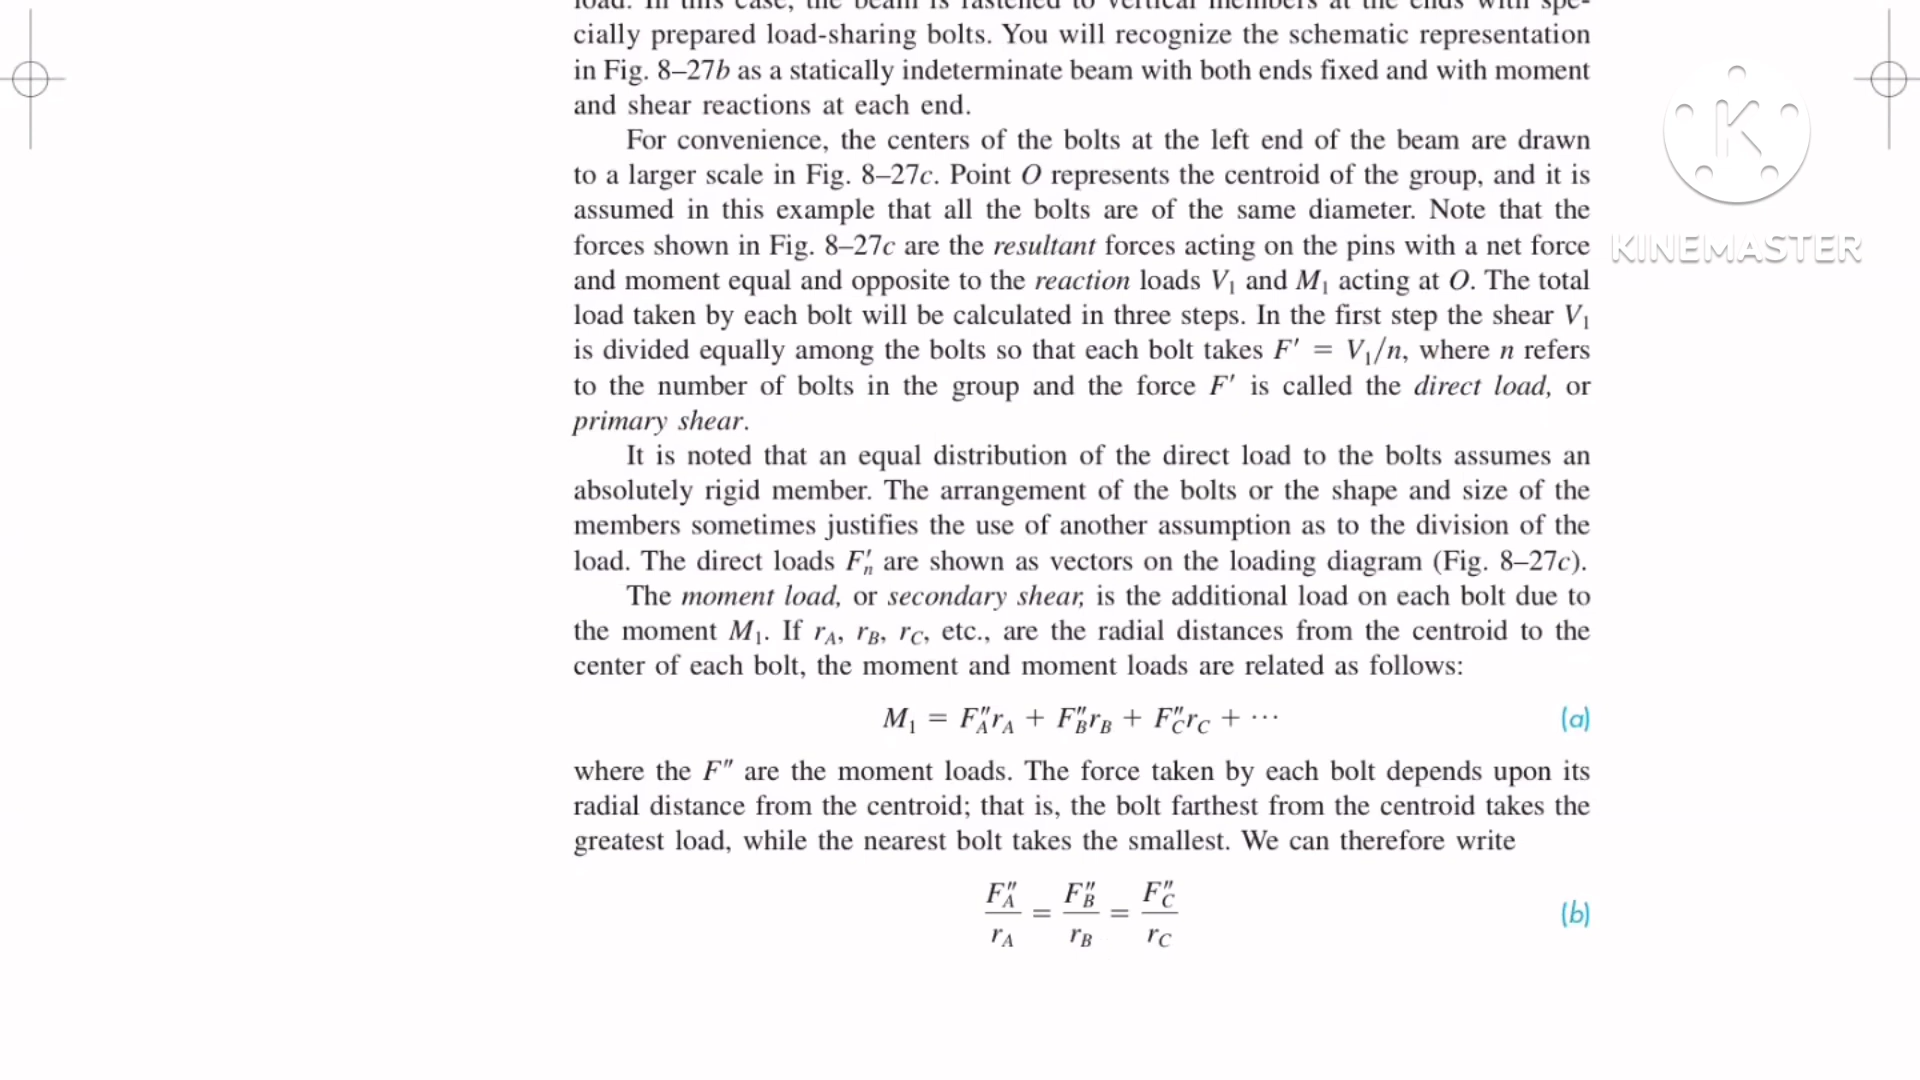 load. In this case, the beam is fastened to vertical members at the ends with spe-
cially prepared load-sharing bolts. You will recognize the schematic representation
in Fig. 8–27b as a statically indeterminate beam with both ends fixed and with moment
and shear reactions at each end.
For convenience, the centers of the bolts at the left end of the beam are drawn
to a larger scale in Fig. 8–27c. Point O represents the centroid of the group, and it is
assumed in this example that all the bolts are of the same diameter. Note that the
forces shown in Fig. 8–27c are the resultant forces acting on the pins with a net force
and moment equal and opposite to the reaction loads V₁ and M₁ acting at O. The total
load taken by each bolt will be calculated in three steps. In the first step the shear V₁
is divided equally among the bolts so that each bolt takes F′ = V₁/n, where n refers
to the number of bolts in the group and the force F′ is called the direct load, or
primary shear.
It is noted that an equal distribution of the direct load to the bolts assumes an
absolutely rigid member. The arrangement of the bolts or the shape and size of the
members sometimes justifies the use of another assumption as to the division of the
load. The direct loads F′ₙ are shown as vectors on the loading diagram (Fig. 8–27c).
The moment load, or secondary shear, is the additional load on each bolt due to
the moment M₁. If r_A, r_B, r_C, etc., are the radial distances from the centroid to the
center of each bolt, the moment and moment loads are related as follows:
M₁ = F″_A r_A + F″_B r_B + F″_C r_C + ⋯ (a)
where the F″ are the moment loads. The force taken by each bolt depends upon its
radial distance from the centroid; that is, the bolt farthest from the centroid takes the
greatest load, while the nearest bolt takes the smallest. We can therefore write
F″_A/r_A = F″_B/r_B = F″_C/r_C (b)
K
KINEMASTER